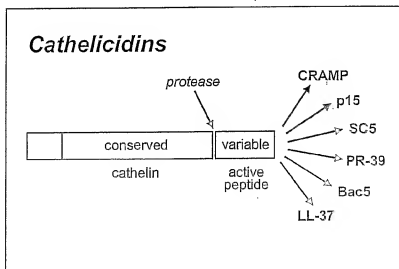 Cathelicidins
protease
CRAMP
p15
SC5
PR-39
Bac5
LL-37
conserved
variable
cathelin
active
peptide